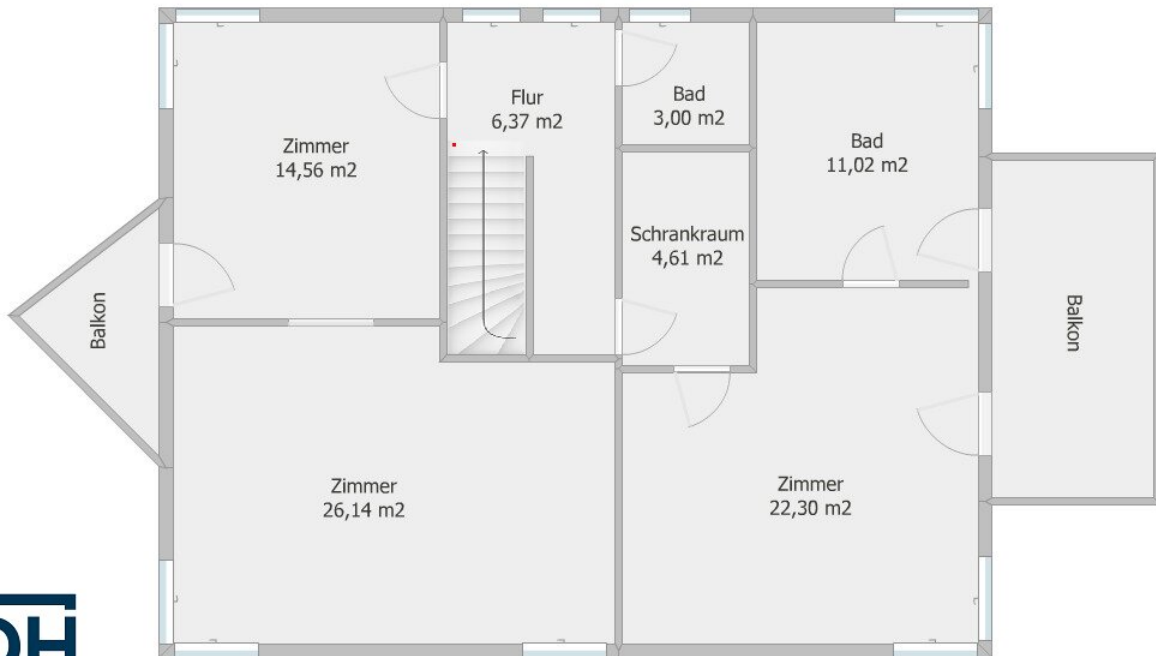 Flur
6,37 m2
Bad
3,00 m2
Zimmer
14,56 m2
Bad
11,02 m2
Schrankraum
4,61 m2
Balkon
Balkon
Zimmer
26,14 m2
Zimmer
22,30 m2